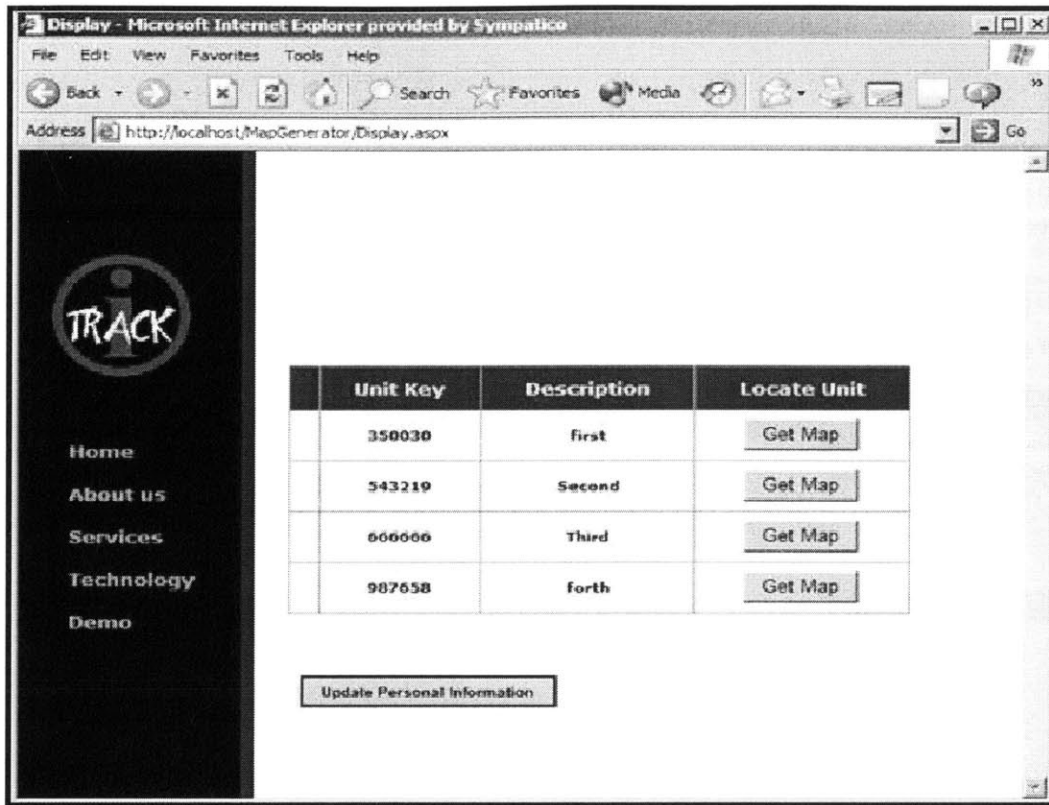 Display - Microsoft Internet Explorer provided by Sympatico
File Edit View Favorites Tools Help
Back Search Favorites Media
Address http://localhost/MapGenerator/Display.aspx Go
i
TRACK
Home
About us
Services
Technology
Demo
Unit Key Description Locate Unit
350030 first Get Map
543219 Second Get Map
666666 Third Get Map
987658 forth Get Map
Update Personal Information